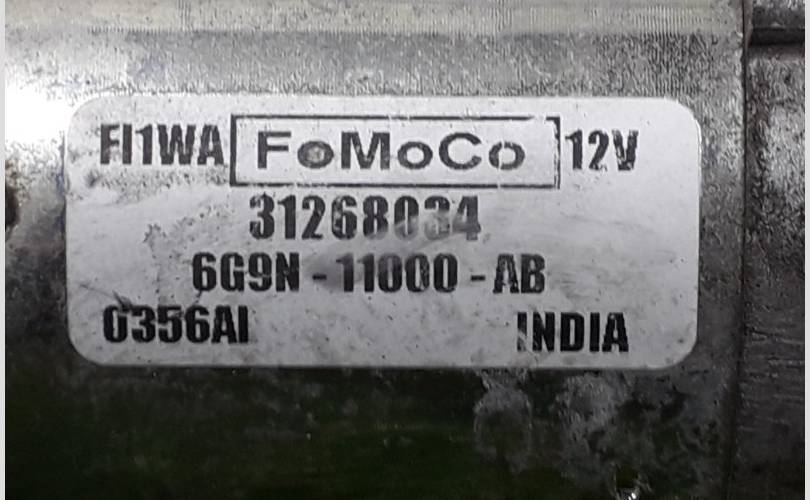 FI1WA FoMoCo 12V
31268034
6G9N - 11000 - AB
0356AI
INDIA